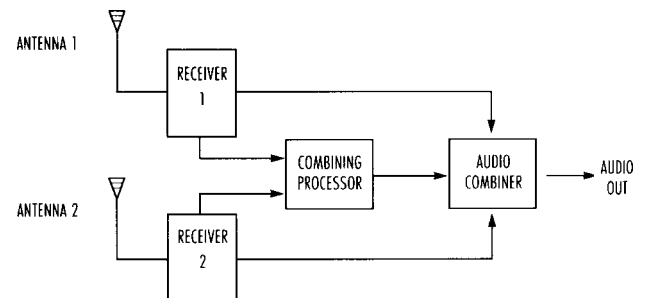 ANTENNA 1
RECEIVER
1
COMBINING
PROCESSOR
AUDIO
COMBINER
AUDIO
OUT
ANTENNA 2
RECEIVER
2